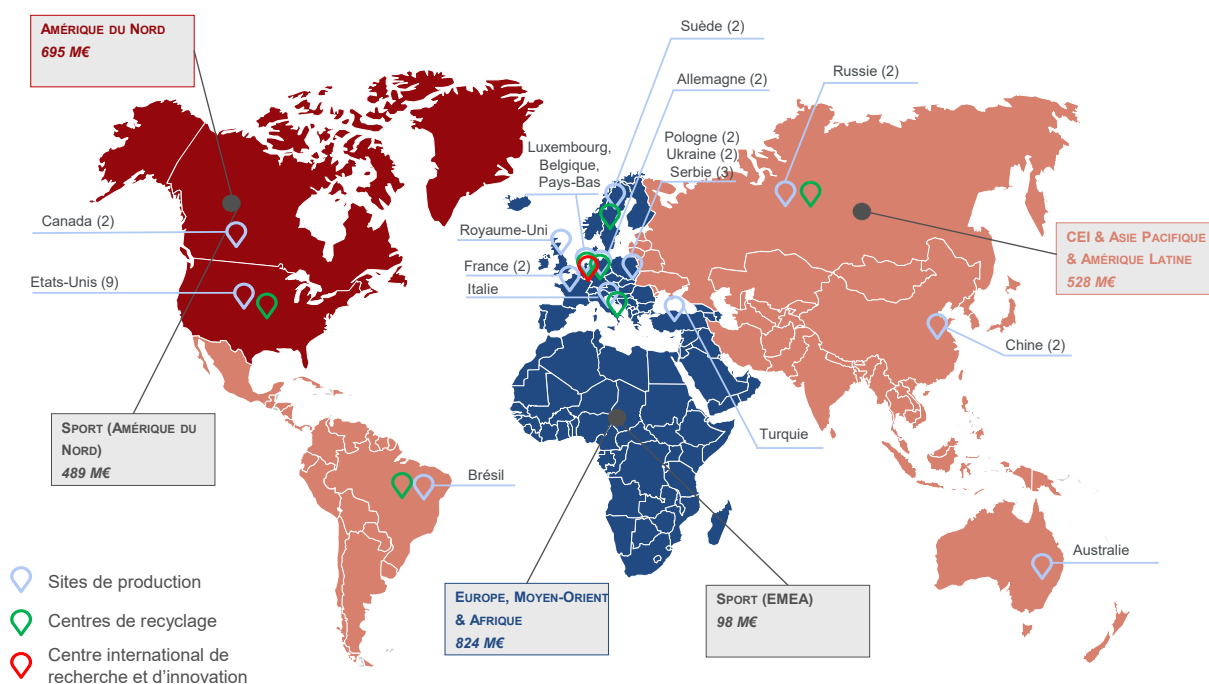 AMÉRIQUE DU NORD
695 M€
Suède (2)
Allemagne (2)
Russie (2)
Luxembourg,
Belgique,
Pays-Bas
Pologne (2)
Ukraine (2)
Serbie (3)
Canada (2)
Royaume-Uni
CEI & ASIE PACIFIQUE
& AMÉRIQUE LATINE
528 M€
Etats-Unis (9)
France (2)
Italie
Chine (2)
SPORT (AMÉRIQUE DU
NORD)
489 M€
Turquie
Brésil
Australie
Sites de production
Centres de recyclage
Centre international de
recherche et d'innovation
EUROPE, MOYEN-ORIENT
& AFRIQUE
824 M€
SPORT (EMEA)
98 M€